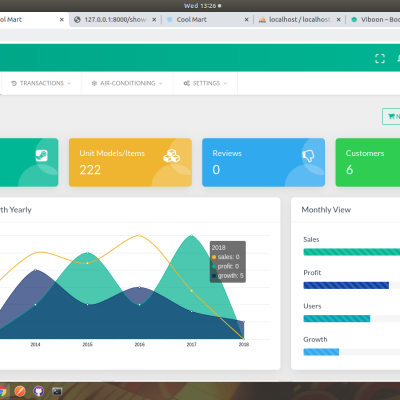 Wed 13:26
ool Mart
127.0.0.1:8000/show
Cool Mart
localhost / localhost
Viboon – Boo
TRANSACTIONS
AIR-CONDITIONING
SETTINGS
N
Unit Models/Items
222
Reviews
0
Customers
6
th Yearly
Monthly View
2018
sales: 0
profit: 0
growth: 5
2014
2015
2016
2017
2018
Sales
Profit
Users
Growth